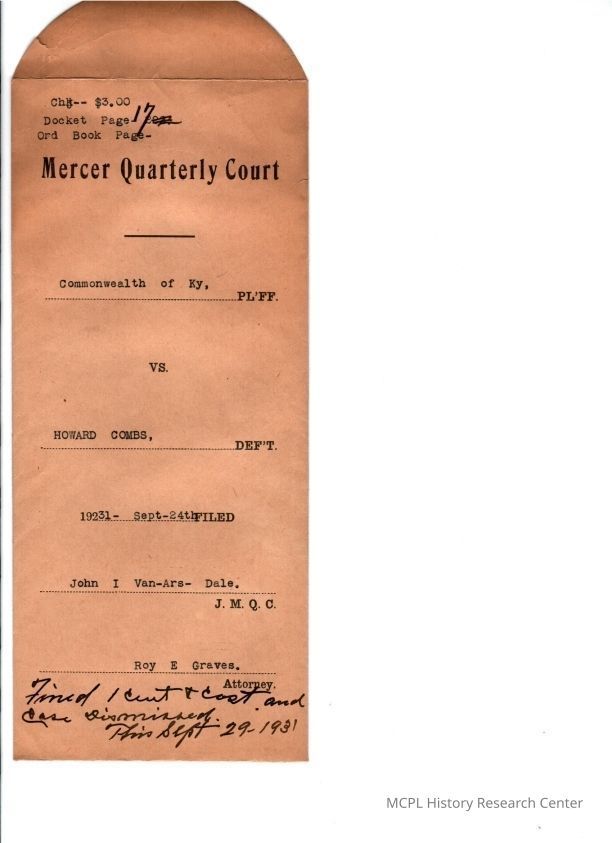 Chk-- $3.00
Docket Page 17
Ord Book Page-
Mercer Quarterly Court
Commonwealth of Ky,
PL'FF.
VS.
HOWARD COMBS,
DEF'T.
19231- Sept-24th FILED
John I Van-Ars- Dale.
J. M. Q. C.
Roy E Graves.
Attorney.
Fined 1 cent & cost and
case Dismissed.
This Sept 29-1931
MCPL History Research Center